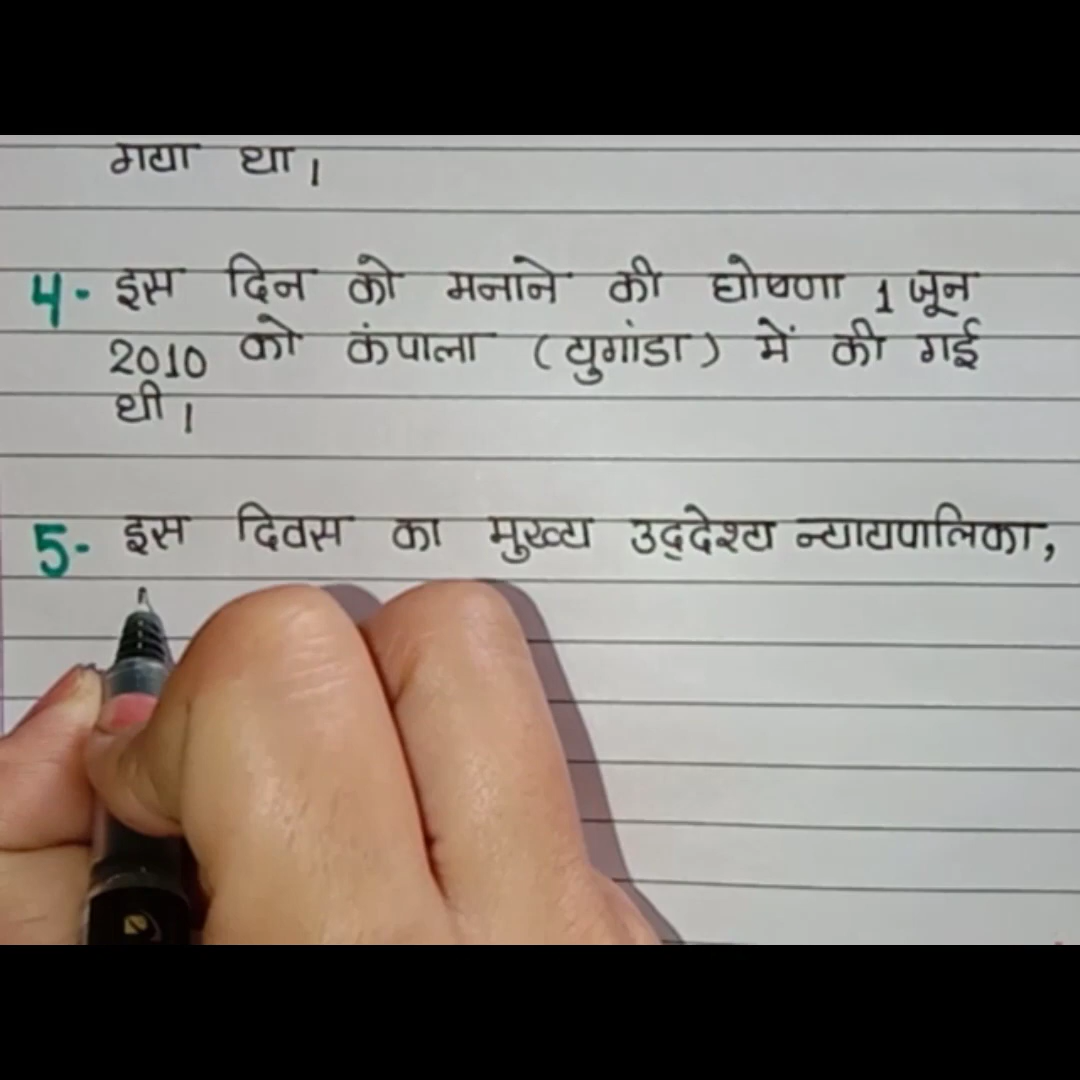 गया था।
4- इस दिन को मनाने की घोषणा 1 जून
2010 को कंपाला (युगांडा) में की गई
थी।
5- इस दिवस का मुख्य उद्देश्य न्यायपालिका,